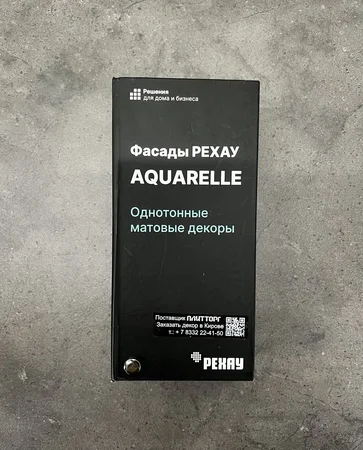 Решения
для дома и бизнеса
Фасады РЕХАУ
AQUARELLE
Однотонные
матовые декоры
Поставщик ПЛИТТОРГ
Заказать декор в Кирове
т.: + 7 8332 22-41-50
РЕХАУ